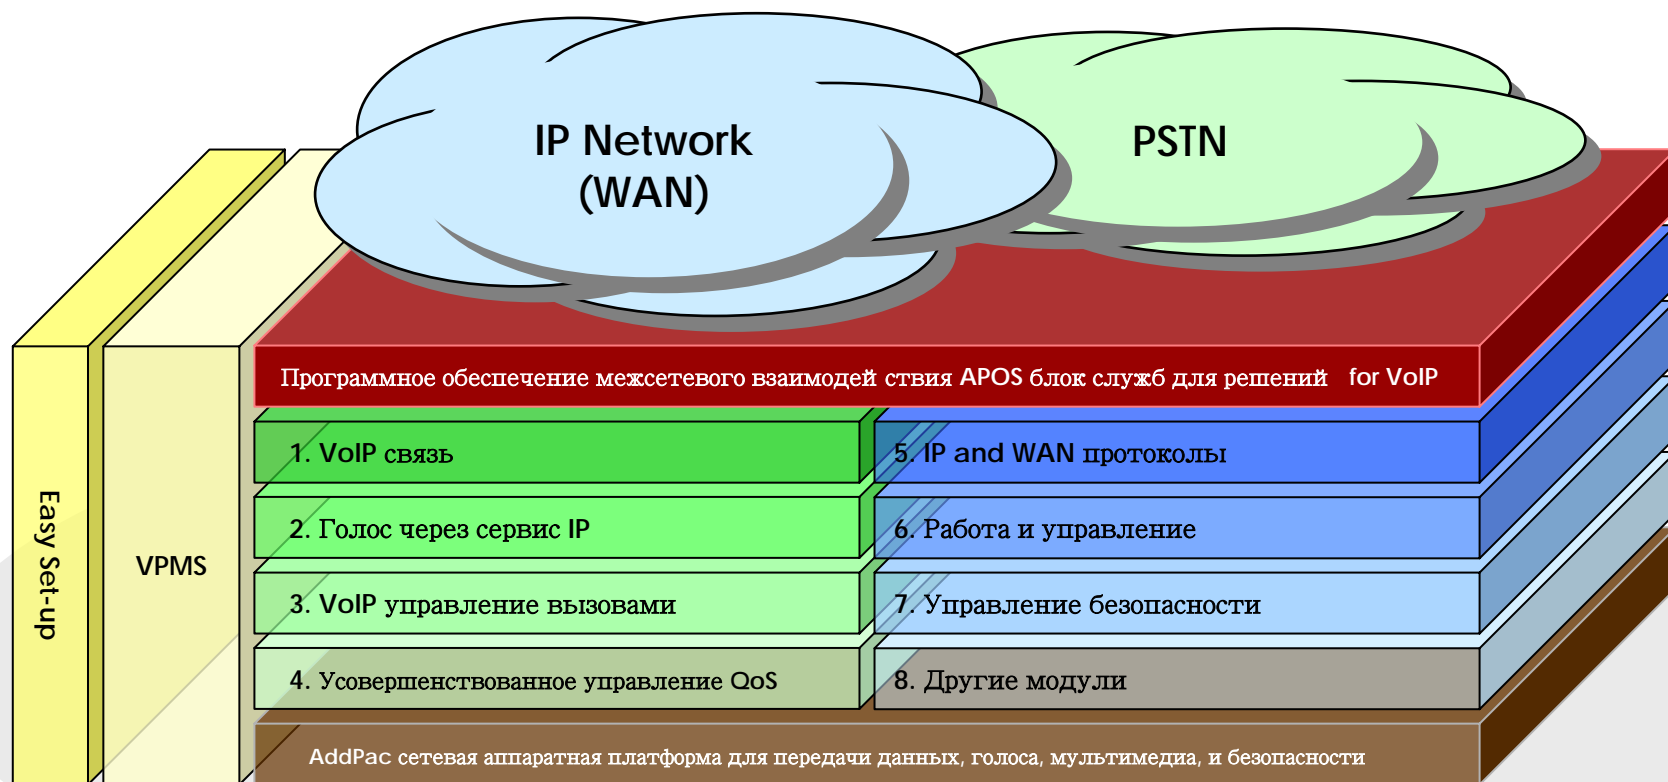 IP Network
(WAN)
PSTN
Easy Set-up
VPMS
Программное обеспечение межсетевого взаимодей ствия APOS блок служб для решений for VoIP
1. VoIP связь
2. Голос через сервис IP
3. VoIP управление вызовами
4. Усовершенствованное управление QoS
5. IP and WAN протоколы
6. Работа и управление
7. Управление безопасности
8. Другие модули
AddPac сетевая аппаратная платформа для передачи данных, голоса, мультимедиа, и безопасности